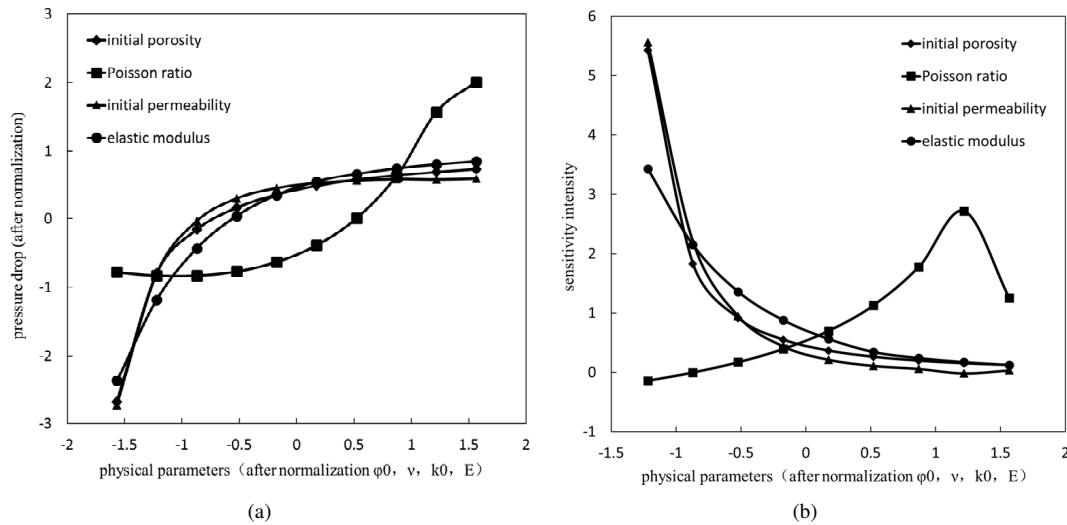 3
2
1
0
-1
-2
-3
-2
-1.5
-1
-0.5
0
0.5
1
1.5
2
pressure drop (after normalization)
physical parameters（after normalization φ0，ν，k0，E）
initial porosity
Poisson ratio
initial permeability
elastic modulus
(a)
6
5
4
3
2
1
0
-1
-1.5
-1
-0.5
0
0.5
1
1.5
2
sensitivity intensity
physical parameters（after normalization φ0，ν，k0，E）
initial porosity
Poisson ratio
initial permeability
elastic modulus
(b)